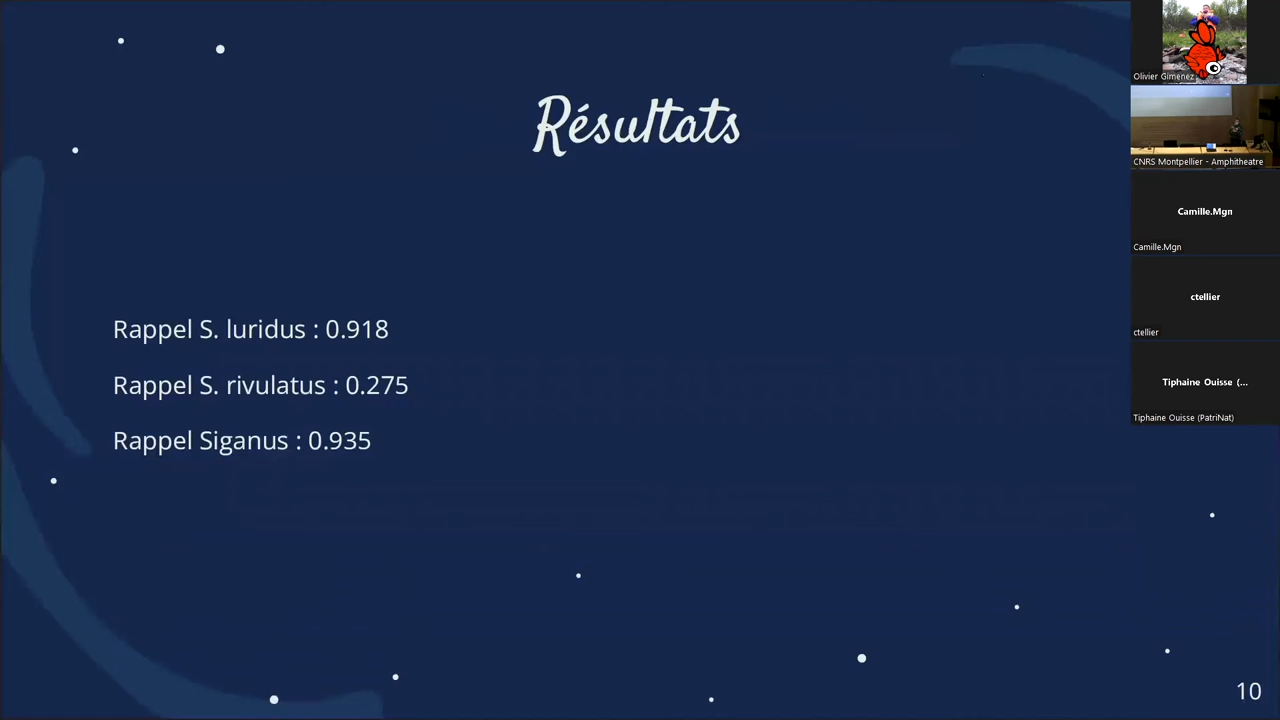 Résultats
Rappel S. luridus : 0.918
Rappel S. rivulatus : 0.275
Rappel Siganus : 0.935
10
Olivier Gimenez
CNRS Montpellier - Amphitheatre
Camille.Mgn
Camille.Mgn
ctellier
ctellier
Tiphaine Ouisse (...
Tiphaine Ouisse (PatriNat)